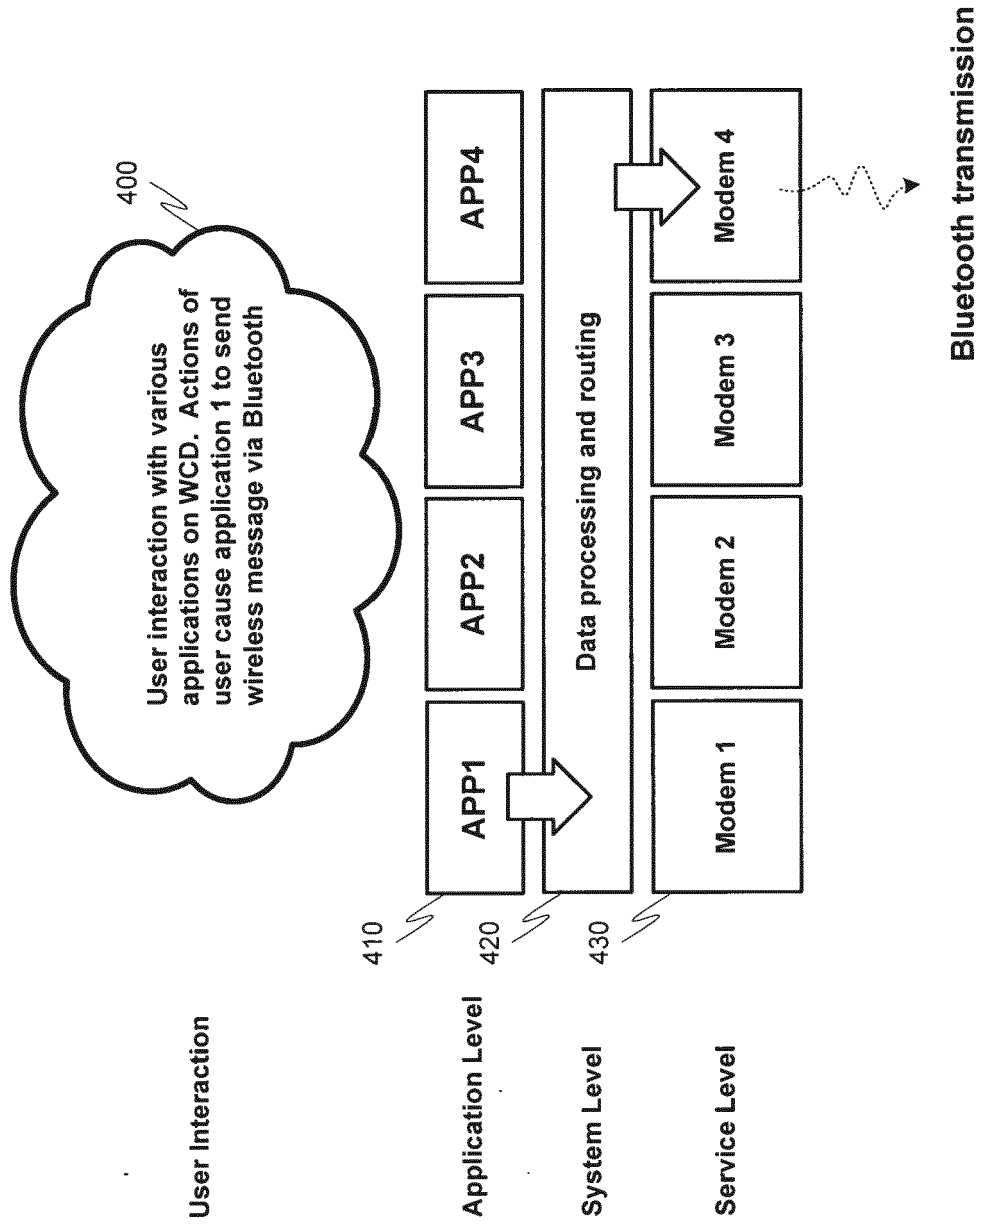 400
User Interaction
User interaction with various
applications on WCD. Actions of
user cause application 1 to send
wireless message via Bluetooth
410
Application Level
APP1
APP2
APP3
APP4
420
System Level
Data processing and routing
430
Service Level
Modem 1
Modem 2
Modem 3
Modem 4
Bluetooth transmission